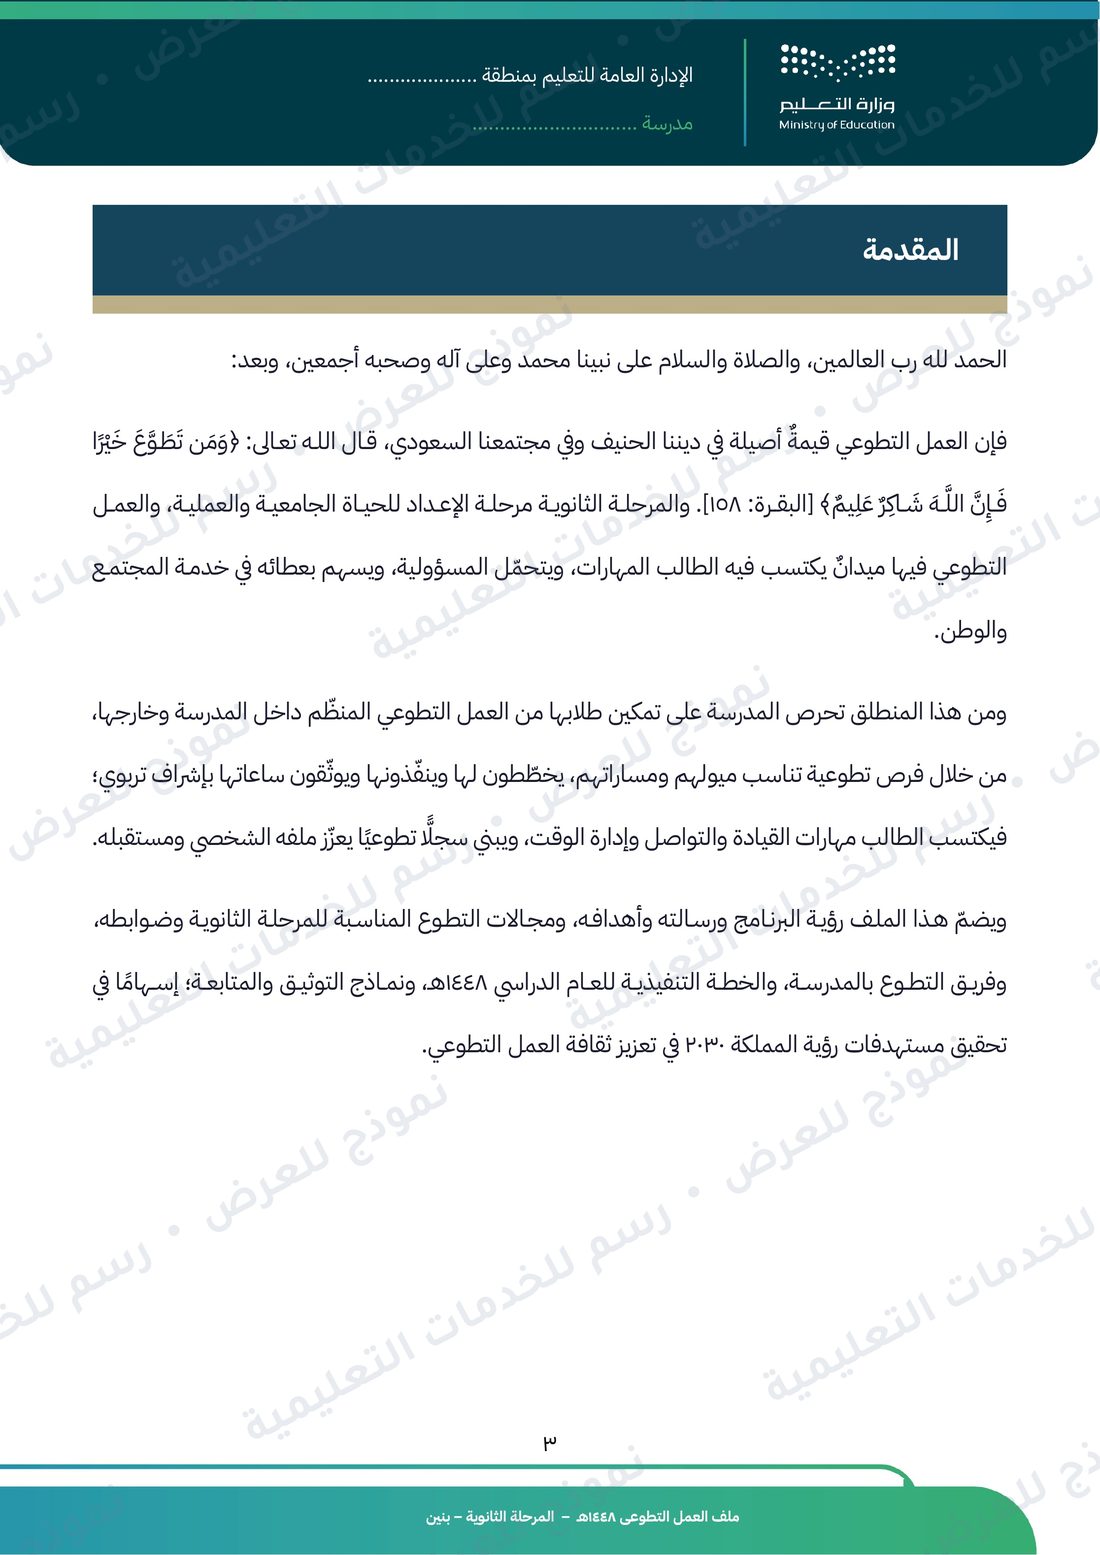 وزارة التعليم
Ministry of Education
الإدارة العامة للتعليم بمنطقة ....................
مدرسة ..............................
المقدمة
الحمد لله رب العالمين، والصلاة والسلام على نبينا محمد وعلى آله وصحبه أجمعين، وبعد:
فإن العمل التطوعي قيمةٌ أصيلة في ديننا الحنيف وفي مجتمعنا السعودي، قال الله تعالى: ﴿وَمَن تَطَوَّعَ خَيْرًا
فَإِنَّ اللَّهَ شَاكِرٌ عَلِيمٌ﴾ [البقرة: ١٥٨]. والمرحلة الثانوية مرحلة الإعداد للحياة الجامعية والعملية، والعمل
التطوعي فيها ميدانٌ يكتسب فيه الطالب المهارات، ويتحمّل المسؤولية، ويسهم بعطائه في خدمة المجتمع
والوطن.
ومن هذا المنطلق تحرص المدرسة على تمكين طلابها من العمل التطوعي المنظّم داخل المدرسة وخارجها،
من خلال فرص تطوعية تناسب ميولهم ومساراتهم، يخطّطون لها وينفّذونها ويوثّقون ساعاتها بإشراف تربوي؛
فيكتسب الطالب مهارات القيادة والتواصل وإدارة الوقت، ويبني سجلًّا تطوعيًا يعزّز ملفه الشخصي ومستقبله.
ويضمّ هذا الملف رؤية البرنامج ورسالته وأهدافه، ومجالات التطوع المناسبة للمرحلة الثانوية وضوابطه،
وفريق التطوع بالمدرسة، والخطة التنفيذية للعام الدراسي ١٤٤٨هـ، ونماذج التوثيق والمتابعة؛ إسهامًا في
تحقيق مستهدفات رؤية المملكة ٢٠٣٠ في تعزيز ثقافة العمل التطوعي.
نموذج للعرض • رسم للخدمات التعليمية
٣
ملف العمل التطوعي ١٤٤٨هـ – المرحلة الثانوية – بنين